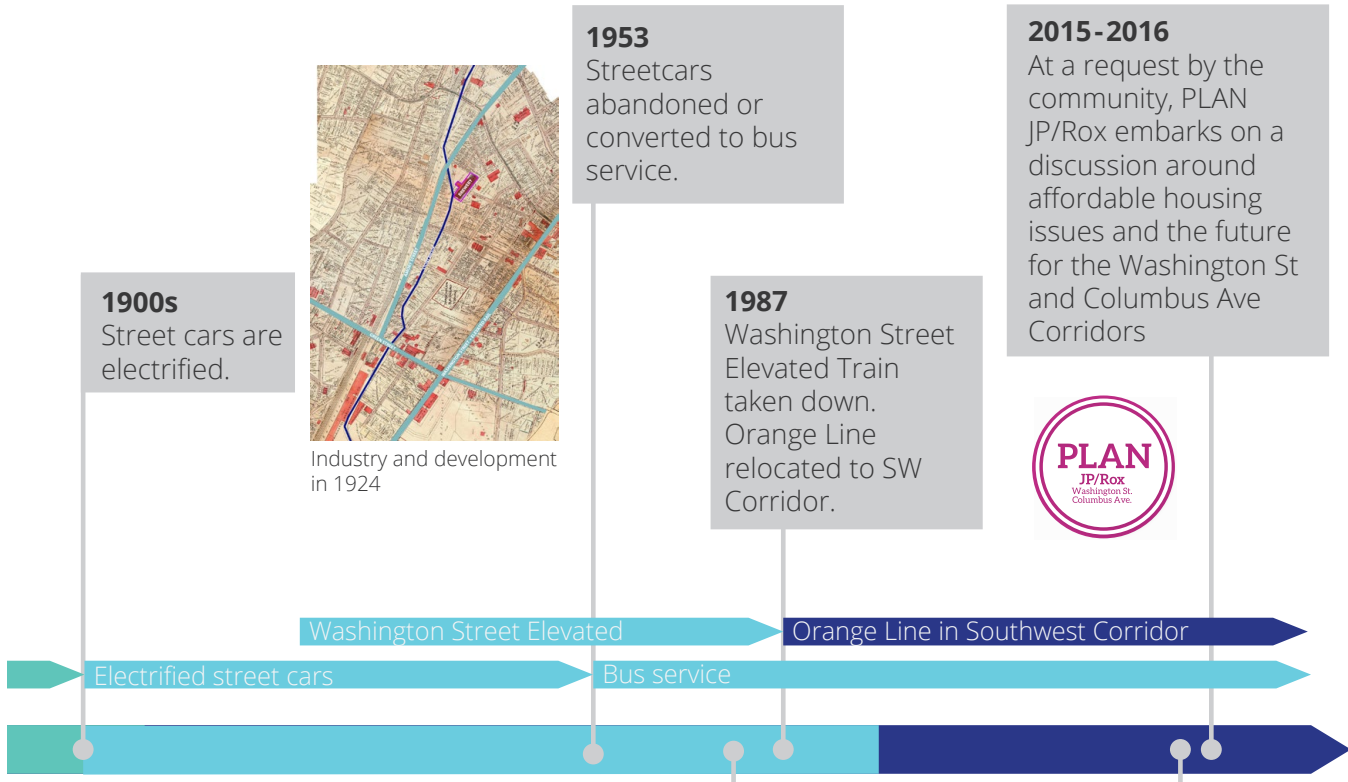 1900s
Street cars are
electrified.
Industry and development
in 1924
1953
Streetcars
abandoned or
converted to bus
service.
1987
Washington Street
Elevated Train
taken down.
Orange Line
relocated to SW
Corridor.
2015-2016
At a request by the
community, PLAN
JP/Rox embarks on a
discussion around
affordable housing
issues and the future
for the Washington St
and Columbus Ave
Corridors
PLAN
JP/Rox
Washington St.
Columbus Ave.
Washington Street Elevated
Orange Line in Southwest Corridor
Electrified street cars
Bus service